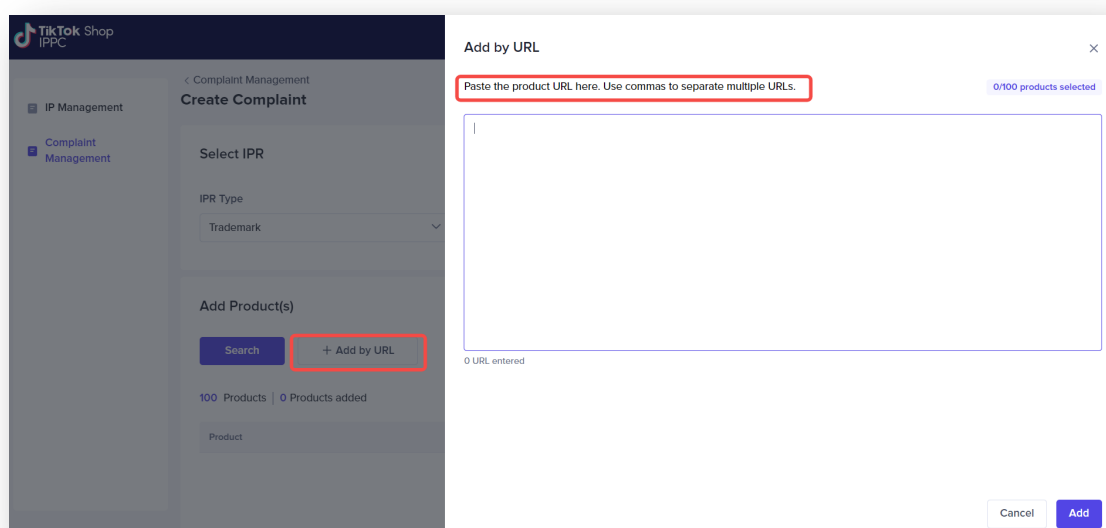 TikTok Shop
IPPC
IP Management
Complaint
Management
< Complaint Management
Create Complaint
Select IPR
IPR Type
Trademark
Add Product(s)
Search
+ Add by URL
100 Products | 0 Products added
Product
Add by URL
Paste the product URL here. Use commas to separate multiple URLs.
0/100 products selected
0 URL entered
Cancel
Add